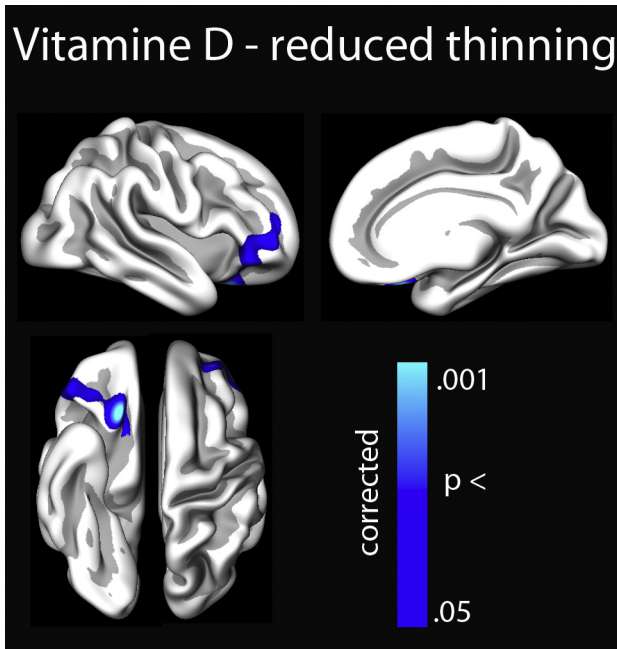 Vitamine D - reduced thinning
.001
corrected
p <
.05